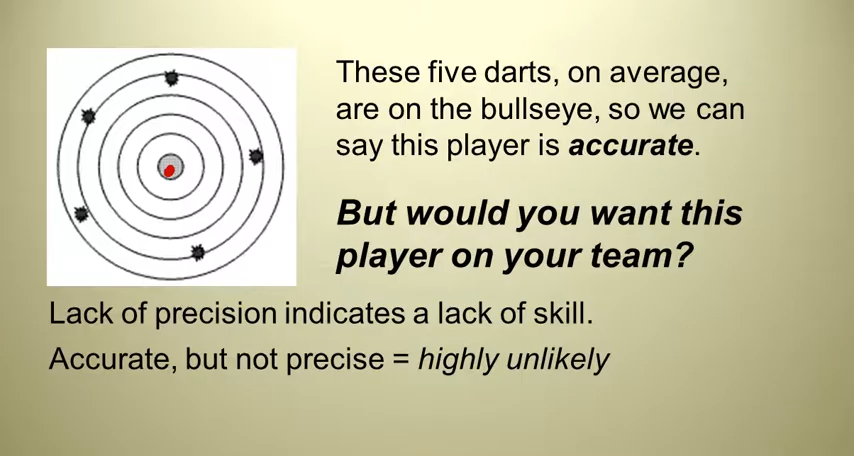 These five darts, on average,
are on the bullseye, so we can
say this player is accurate.
But would you want this
player on your team?
Lack of precision indicates a lack of skill.
Accurate, but not precise = highly unlikely